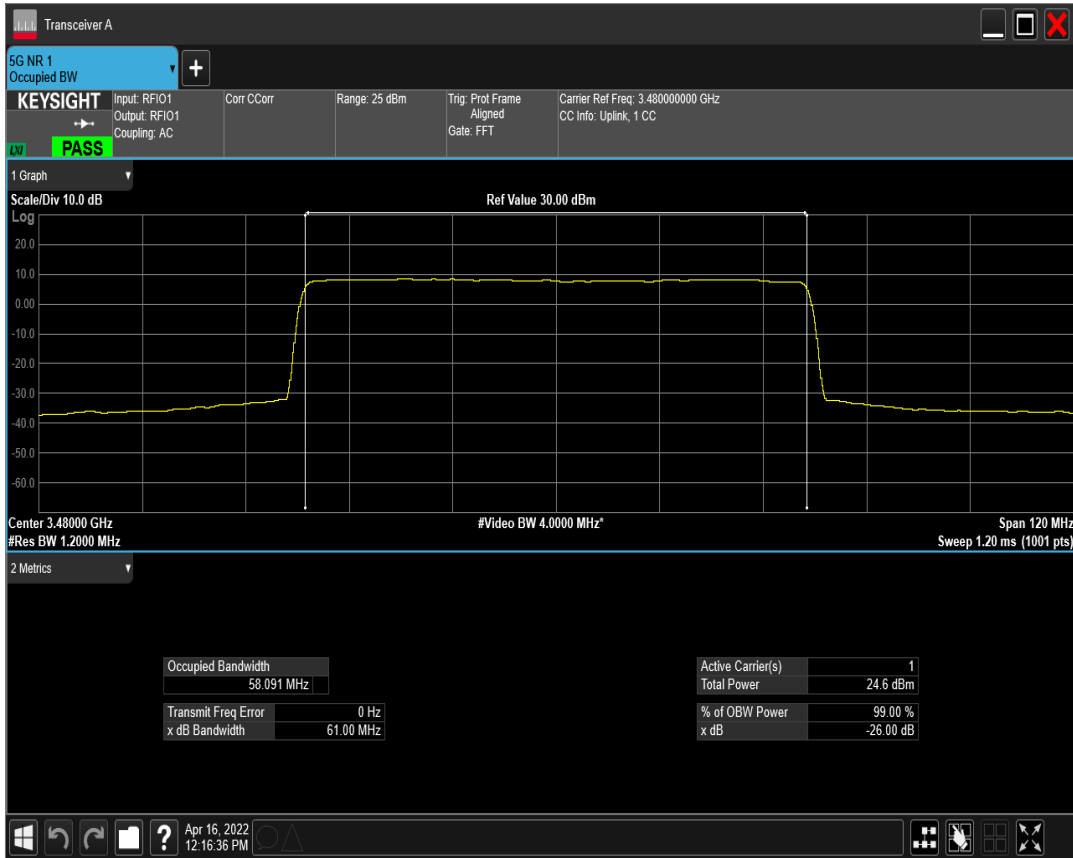 Transceiver A
5G NR 1
Occupied BW
+
KEYSIGHT
LXI
PASS
Input: RFIO1
Output: RFIO1
Coupling: AC
Corr CCorr
Range: 25 dBm
Trig: Prot Frame
Aligned
Gate: FFT
Carrier Ref Freq: 3.480000000 GHz
CC Info: Uplink, 1 CC
1 Graph
Scale/Div 10.0 dB
Ref Value 30.00 dBm
Log
20.0
10.0
0.00
-10.0
-20.0
-30.0
-40.0
-50.0
-60.0
Center 3.48000 GHz
#Video BW 4.0000 MHz*
Span 120 MHz
#Res BW 1.2000 MHz
Sweep 1.20 ms (1001 pts)
2 Metrics
Occupied Bandwidth
58.091 MHz
Transmit Freq Error 0 Hz
x dB Bandwidth 61.00 MHz
Active Carrier(s) 1
Total Power 24.6 dBm
% of OBW Power 99.00 %
x dB -26.00 dB
?
Apr 16, 2022
12:16:36 PM